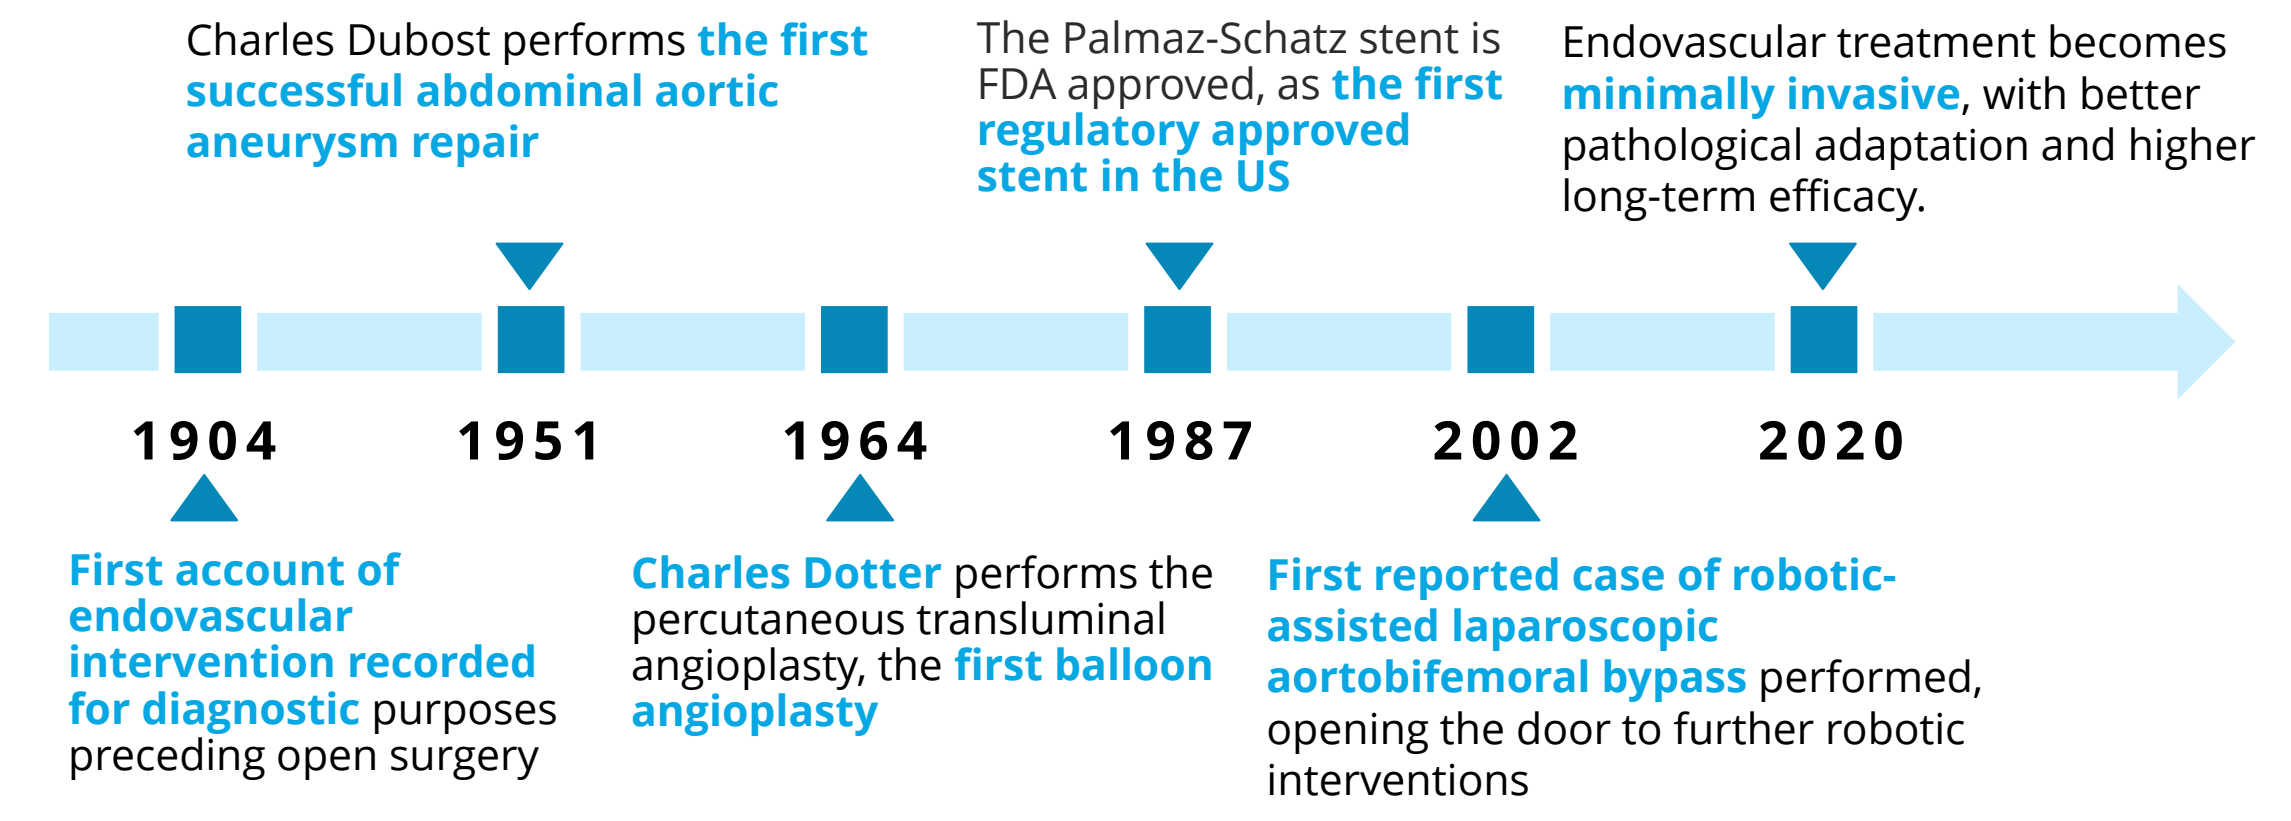 Charles Dubost performs the first
successful abdominal aortic
aneurysm repair
The Palmaz-Schatz stent is
FDA approved, as the first
regulatory approved
stent in the US
Endovascular treatment becomes
minimally invasive, with better
pathological adaptation and higher
long-term efficacy.
1904
1951
1964
1987
2002
2020
First account of
endovascular
intervention recorded
for diagnostic purposes
preceding open surgery
Charles Dotter performs the
percutaneous transluminal
angioplasty, the first balloon
angioplasty
First reported case of robotic-
assisted laparoscopic
aortobifemoral bypass performed,
opening the door to further robotic
interventions